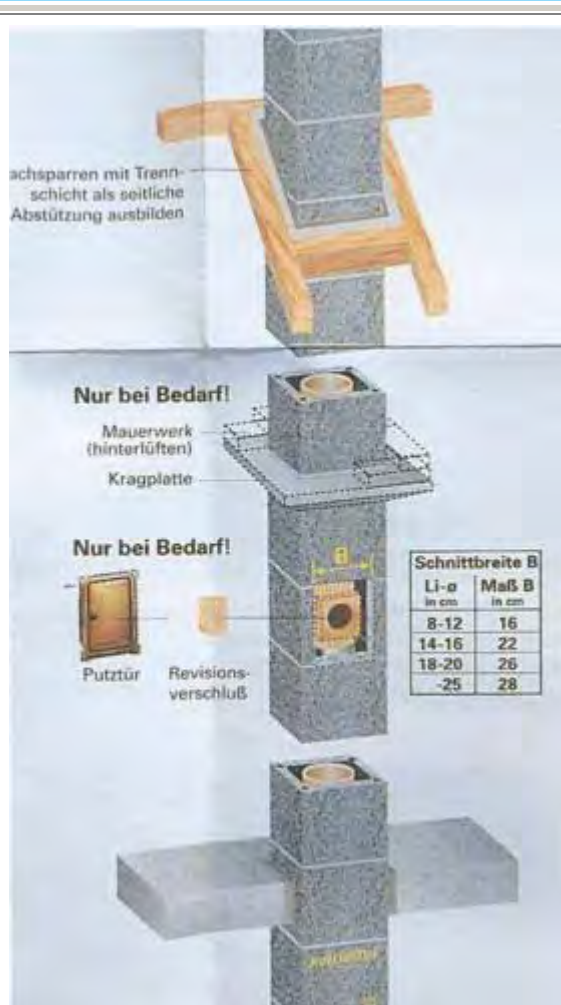 achsparren mit Trenn-
schicht als seitliche
Abstützung ausbilden
Nur bei Bedarf!
Mauerwerk
(hinterlüften)
Kragplatte
Nur bei Bedarf!
B
Putztür
Revisions-
verschluß
Schnittbreite B
Li-ø Maß B
in cm in cm
8-12 16
14-16 22
18-20 26
-25 28